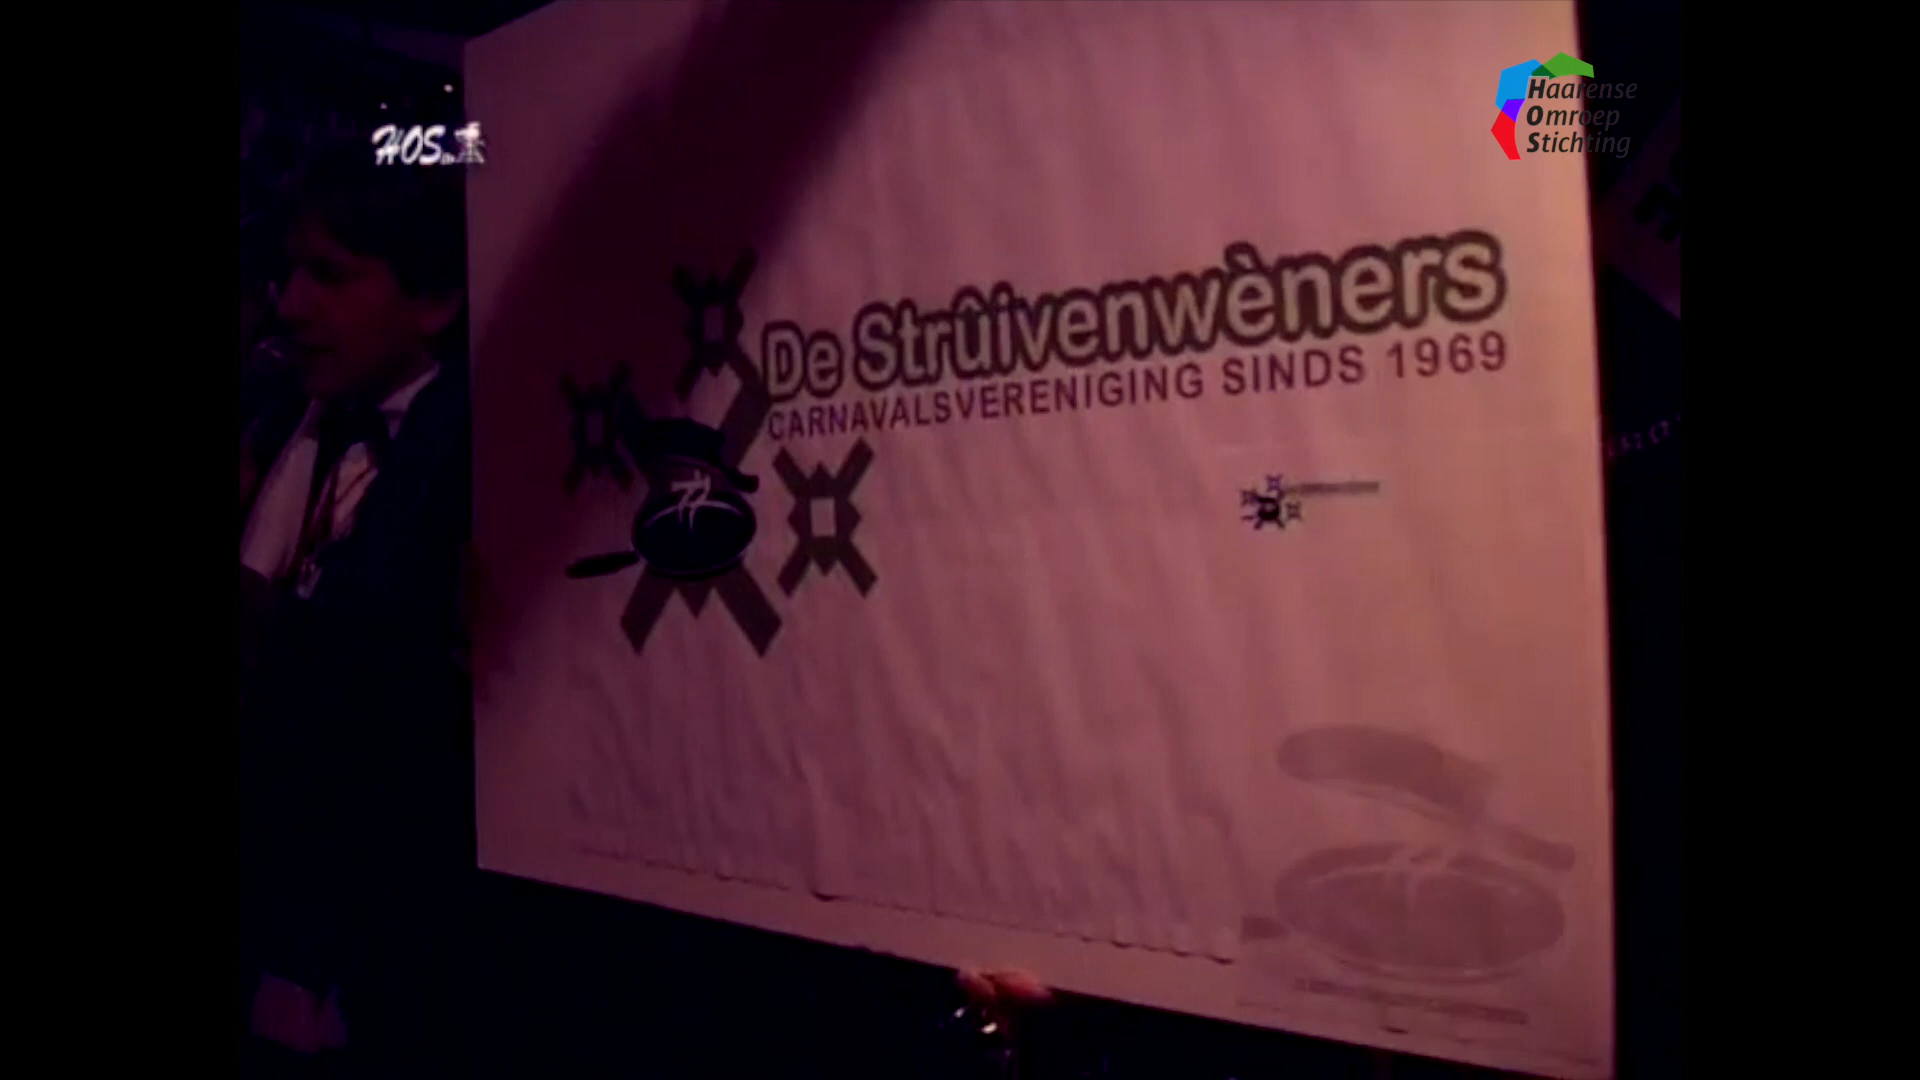 HOS
Haarense
Omroep
Stichting
De Strûivenwèners
CARNAVALSVERENIGING SINDS 1969